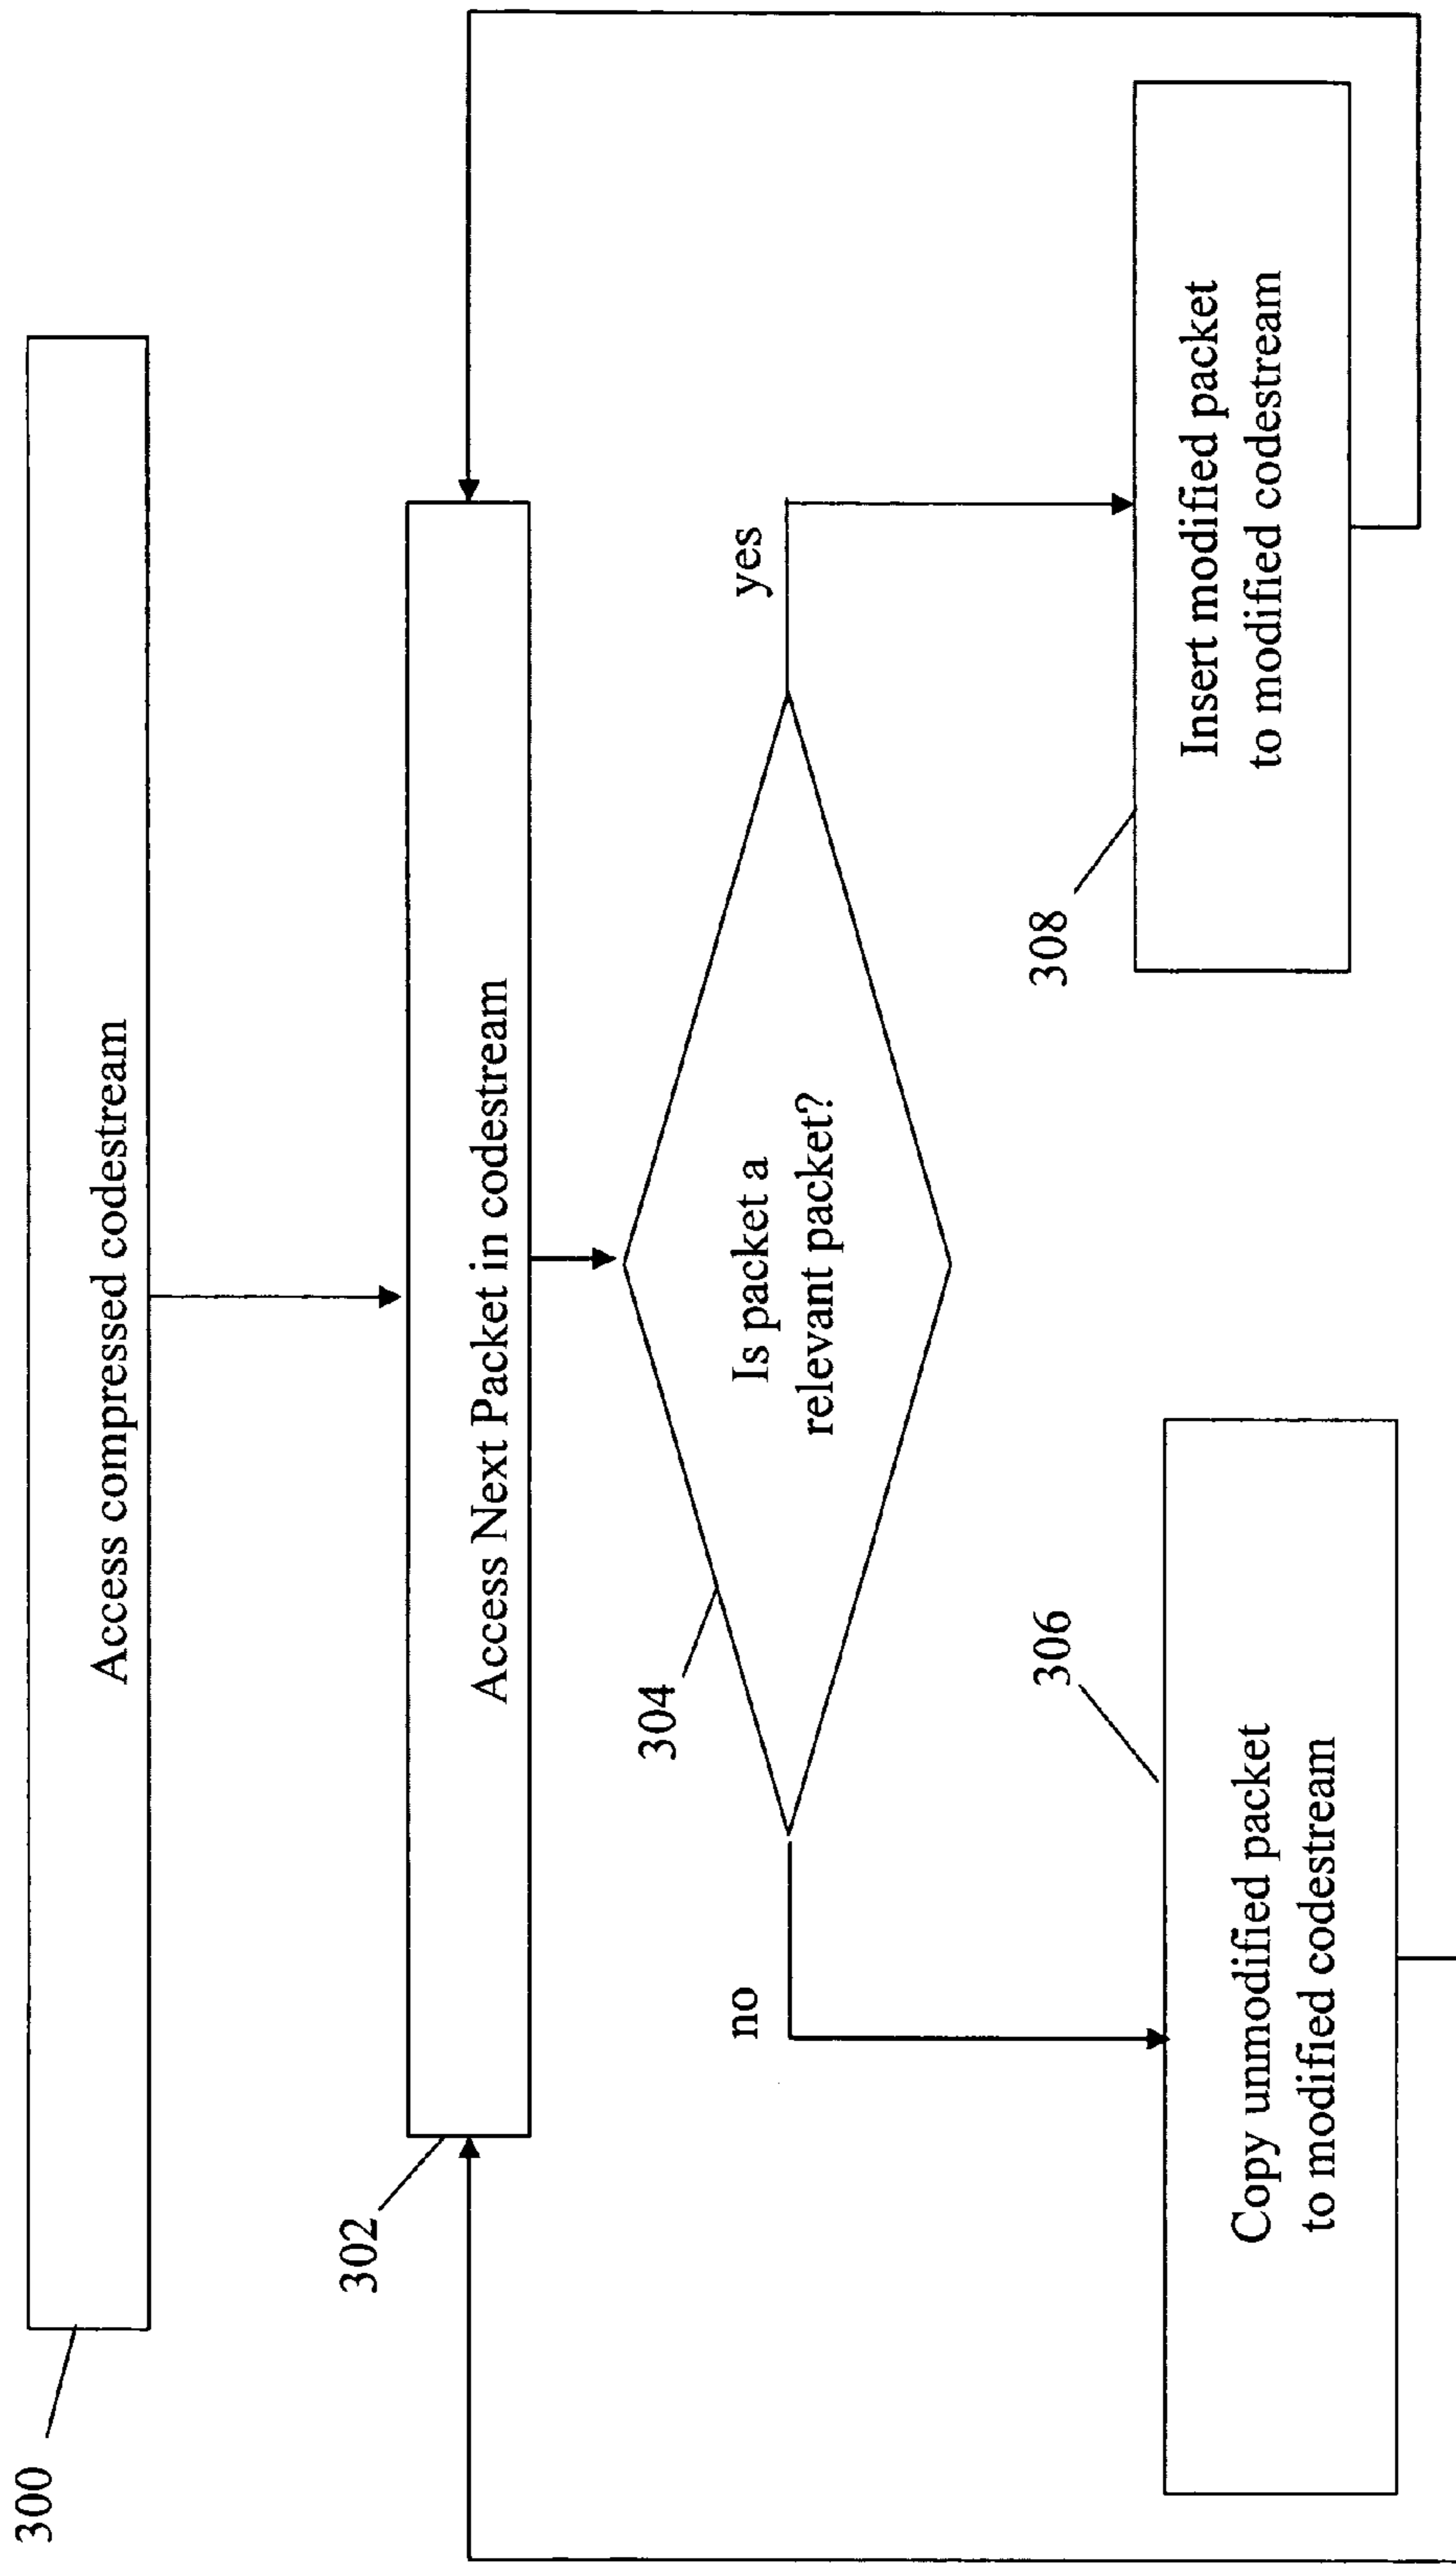 300
Access compressed codestream
302
Access Next Packet in codestream
304
Is packet a
relevant packet?
no
yes
306
Copy unmodified packet
to modified codestream
308
Insert modified packet
to modified codestream